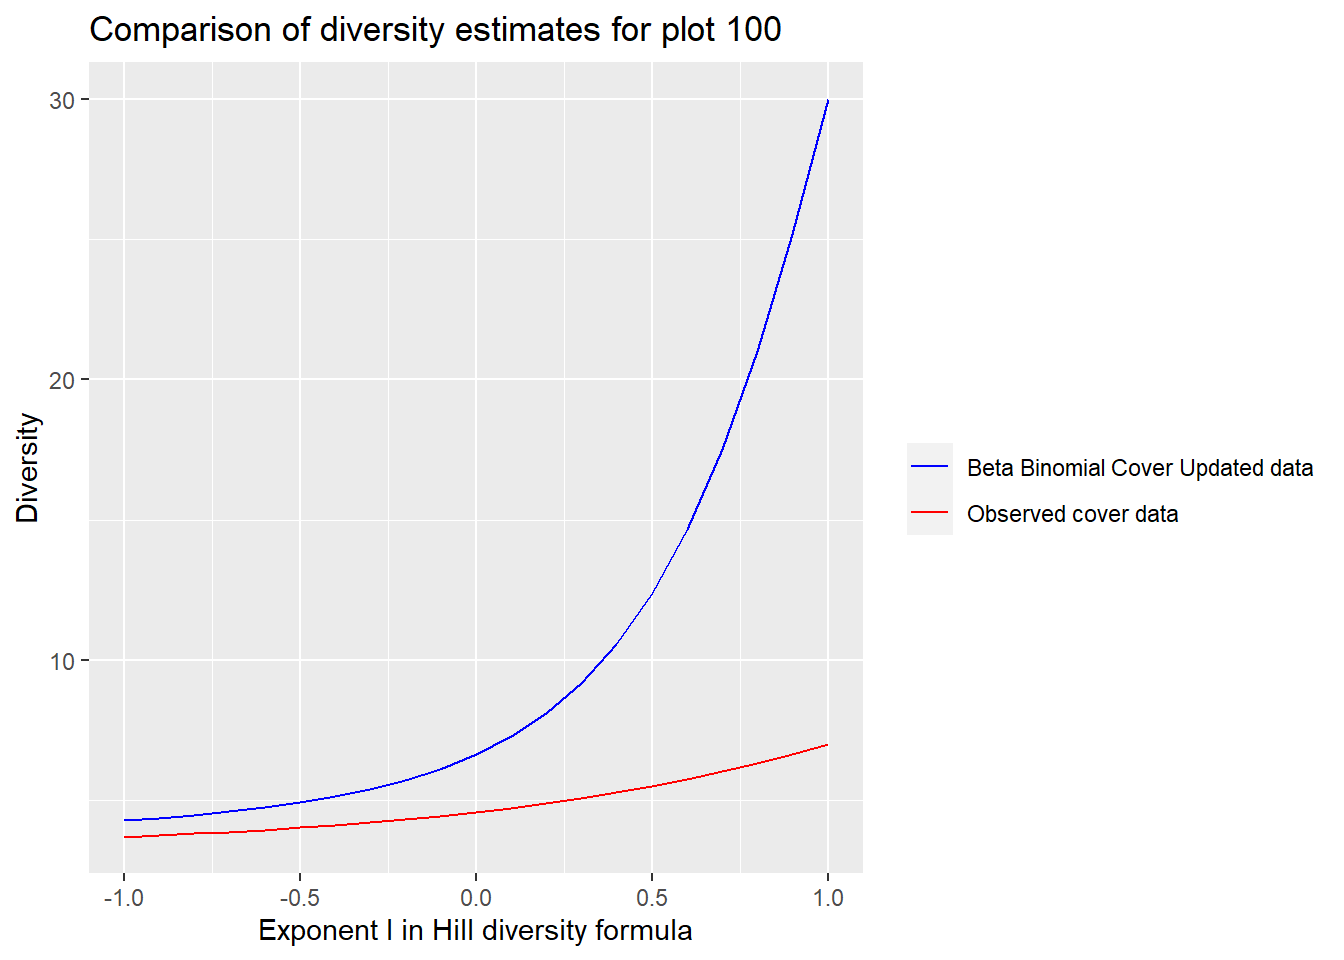 Comparison of diversity estimates for plot 100
30
20
10
Diversity
-1.0 -0.5 0.0 0.5 1.0
Exponent l in Hill diversity formula
Beta Binomial Cover Updated data
Observed cover data